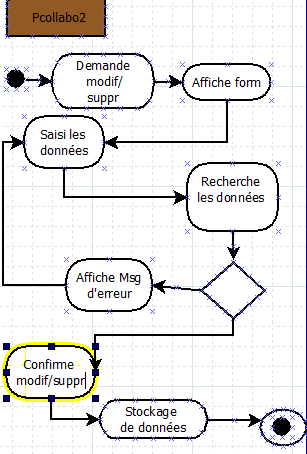 Pcollabo2
Demande
modif/
suppr
Affiche form
Saisi les
données
Recherche
les données
Affiche Msg
d'erreur
Confirme
modif/suppr
Stockage
de données